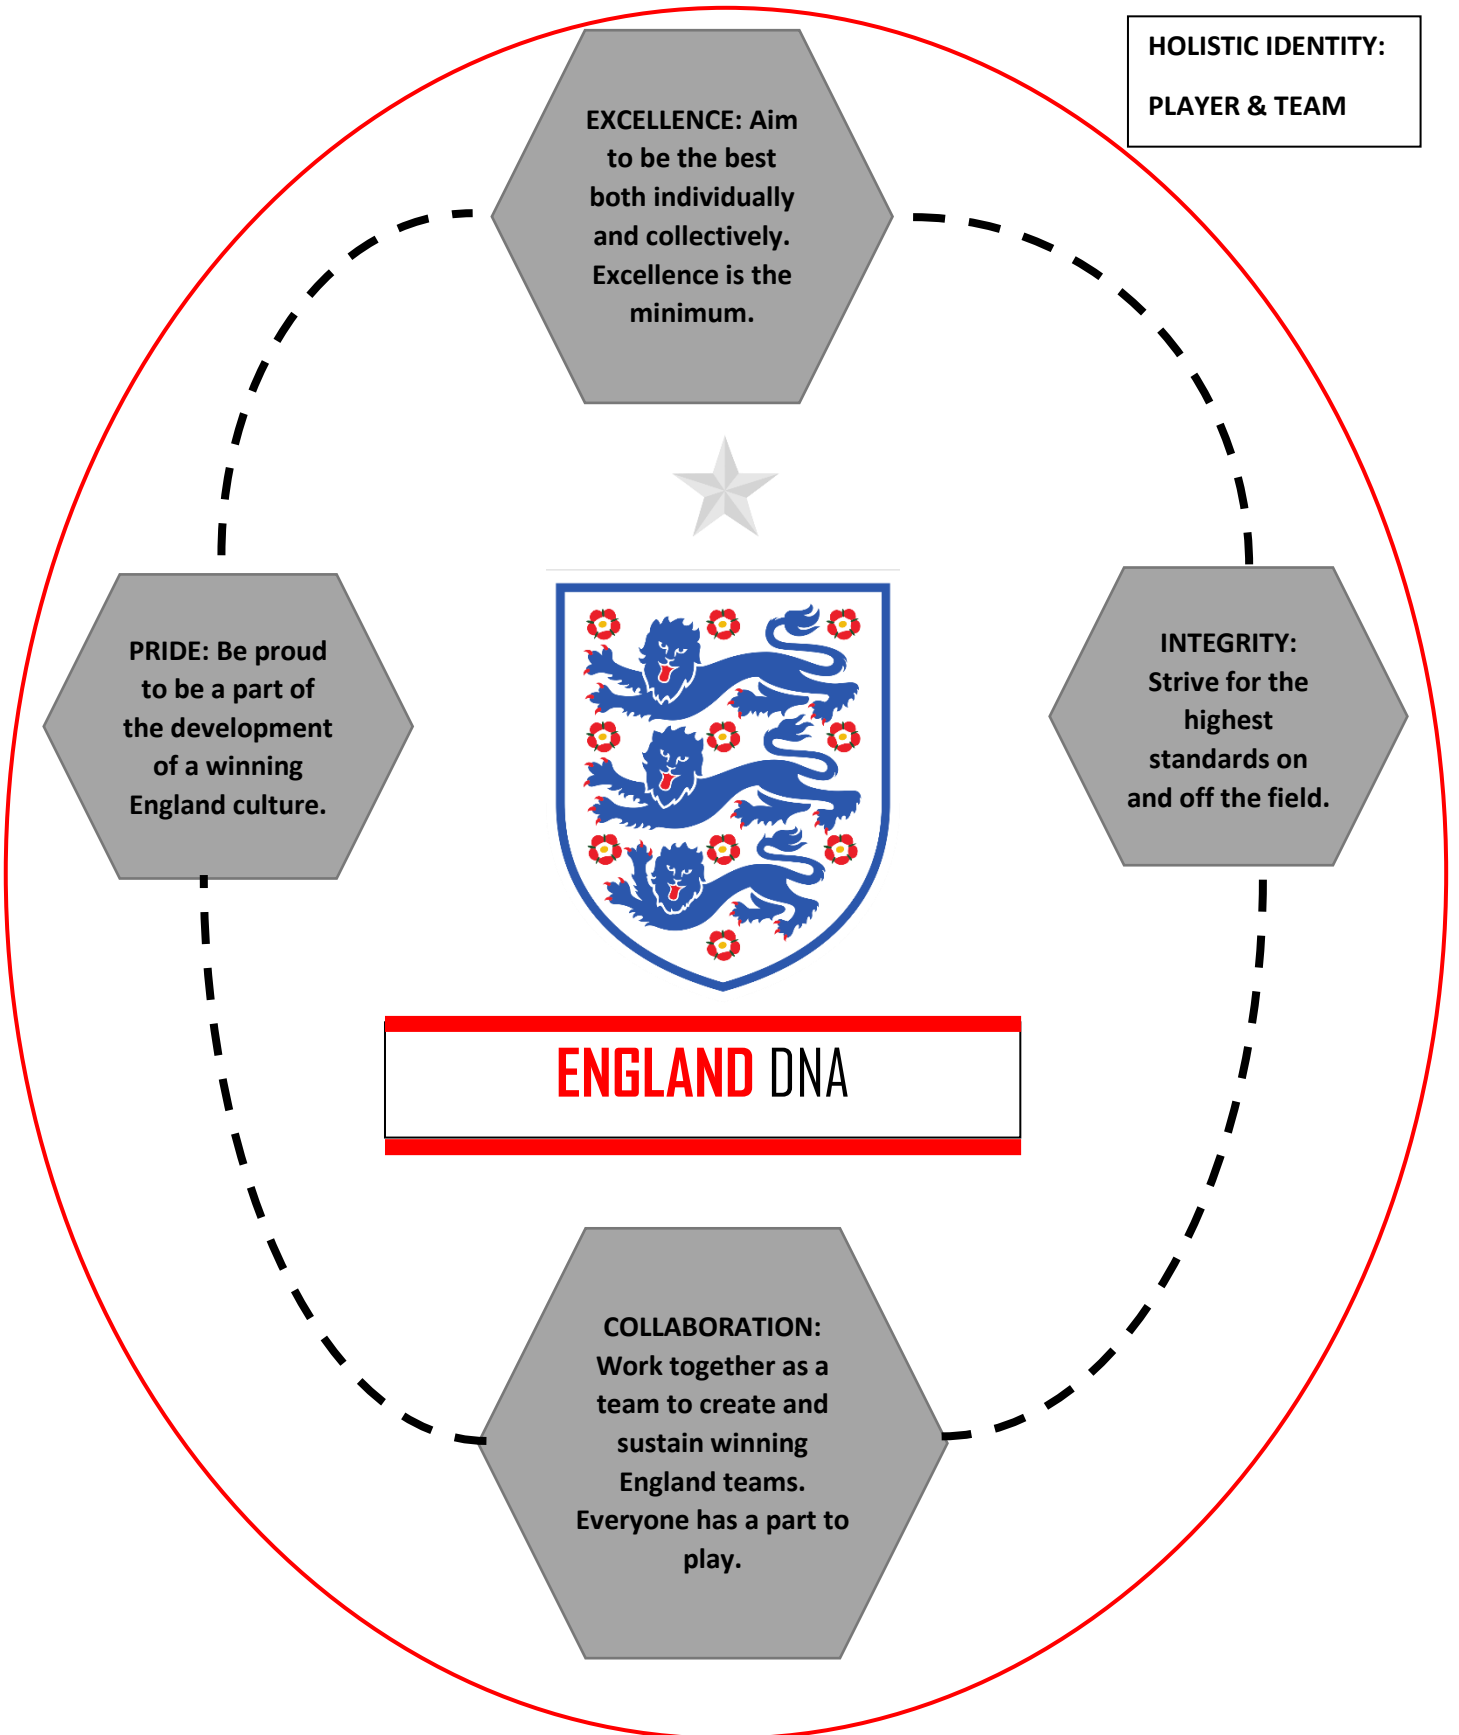 HOLISTIC IDENTITY:
PLAYER & TEAM
EXCELLENCE: Aim
to be the best
both individually
and collectively.
Excellence is the
minimum.
PRIDE: Be proud
to be a part of
the development
of a winning
England culture.
INTEGRITY:
Strive for the
highest
standards on
and off the field.
ENGLAND DNA
COLLABORATION:
Work together as a
team to create and
sustain winning
England teams.
Everyone has a part to
play.